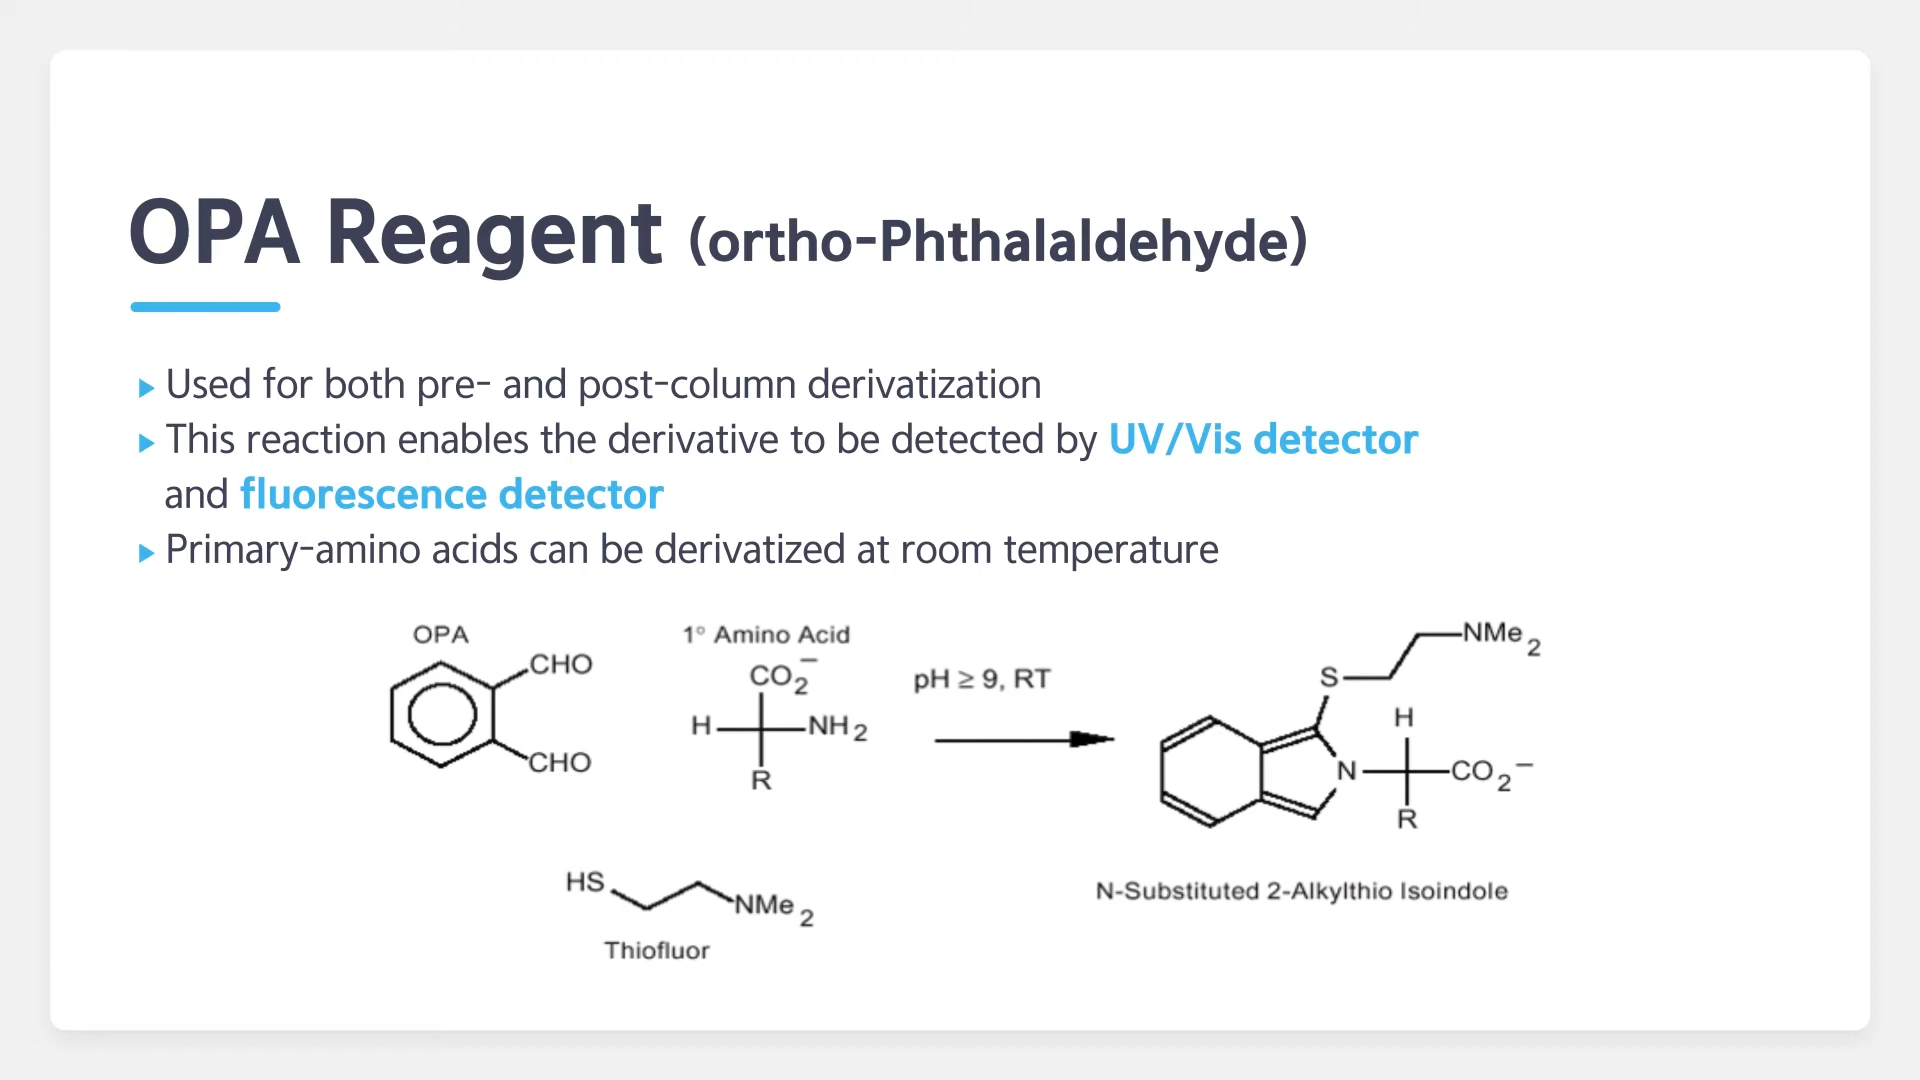 OPA Reagent (ortho-Phthalaldehyde)
▸ Used for both pre- and post-column derivatization
▸ This reaction enables the derivative to be detected by UV/Vis detector
and fluorescence detector
▸ Primary-amino acids can be derivatized at room temperature
OPA
CHO
CHO
1° Amino Acid
CO2−
H NH2
R
pH ≥ 9, RT
HS NMe2
Thiofluor
NMe2
S
H
N CO2−
R
N-Substituted 2-Alkylthio Isoindole